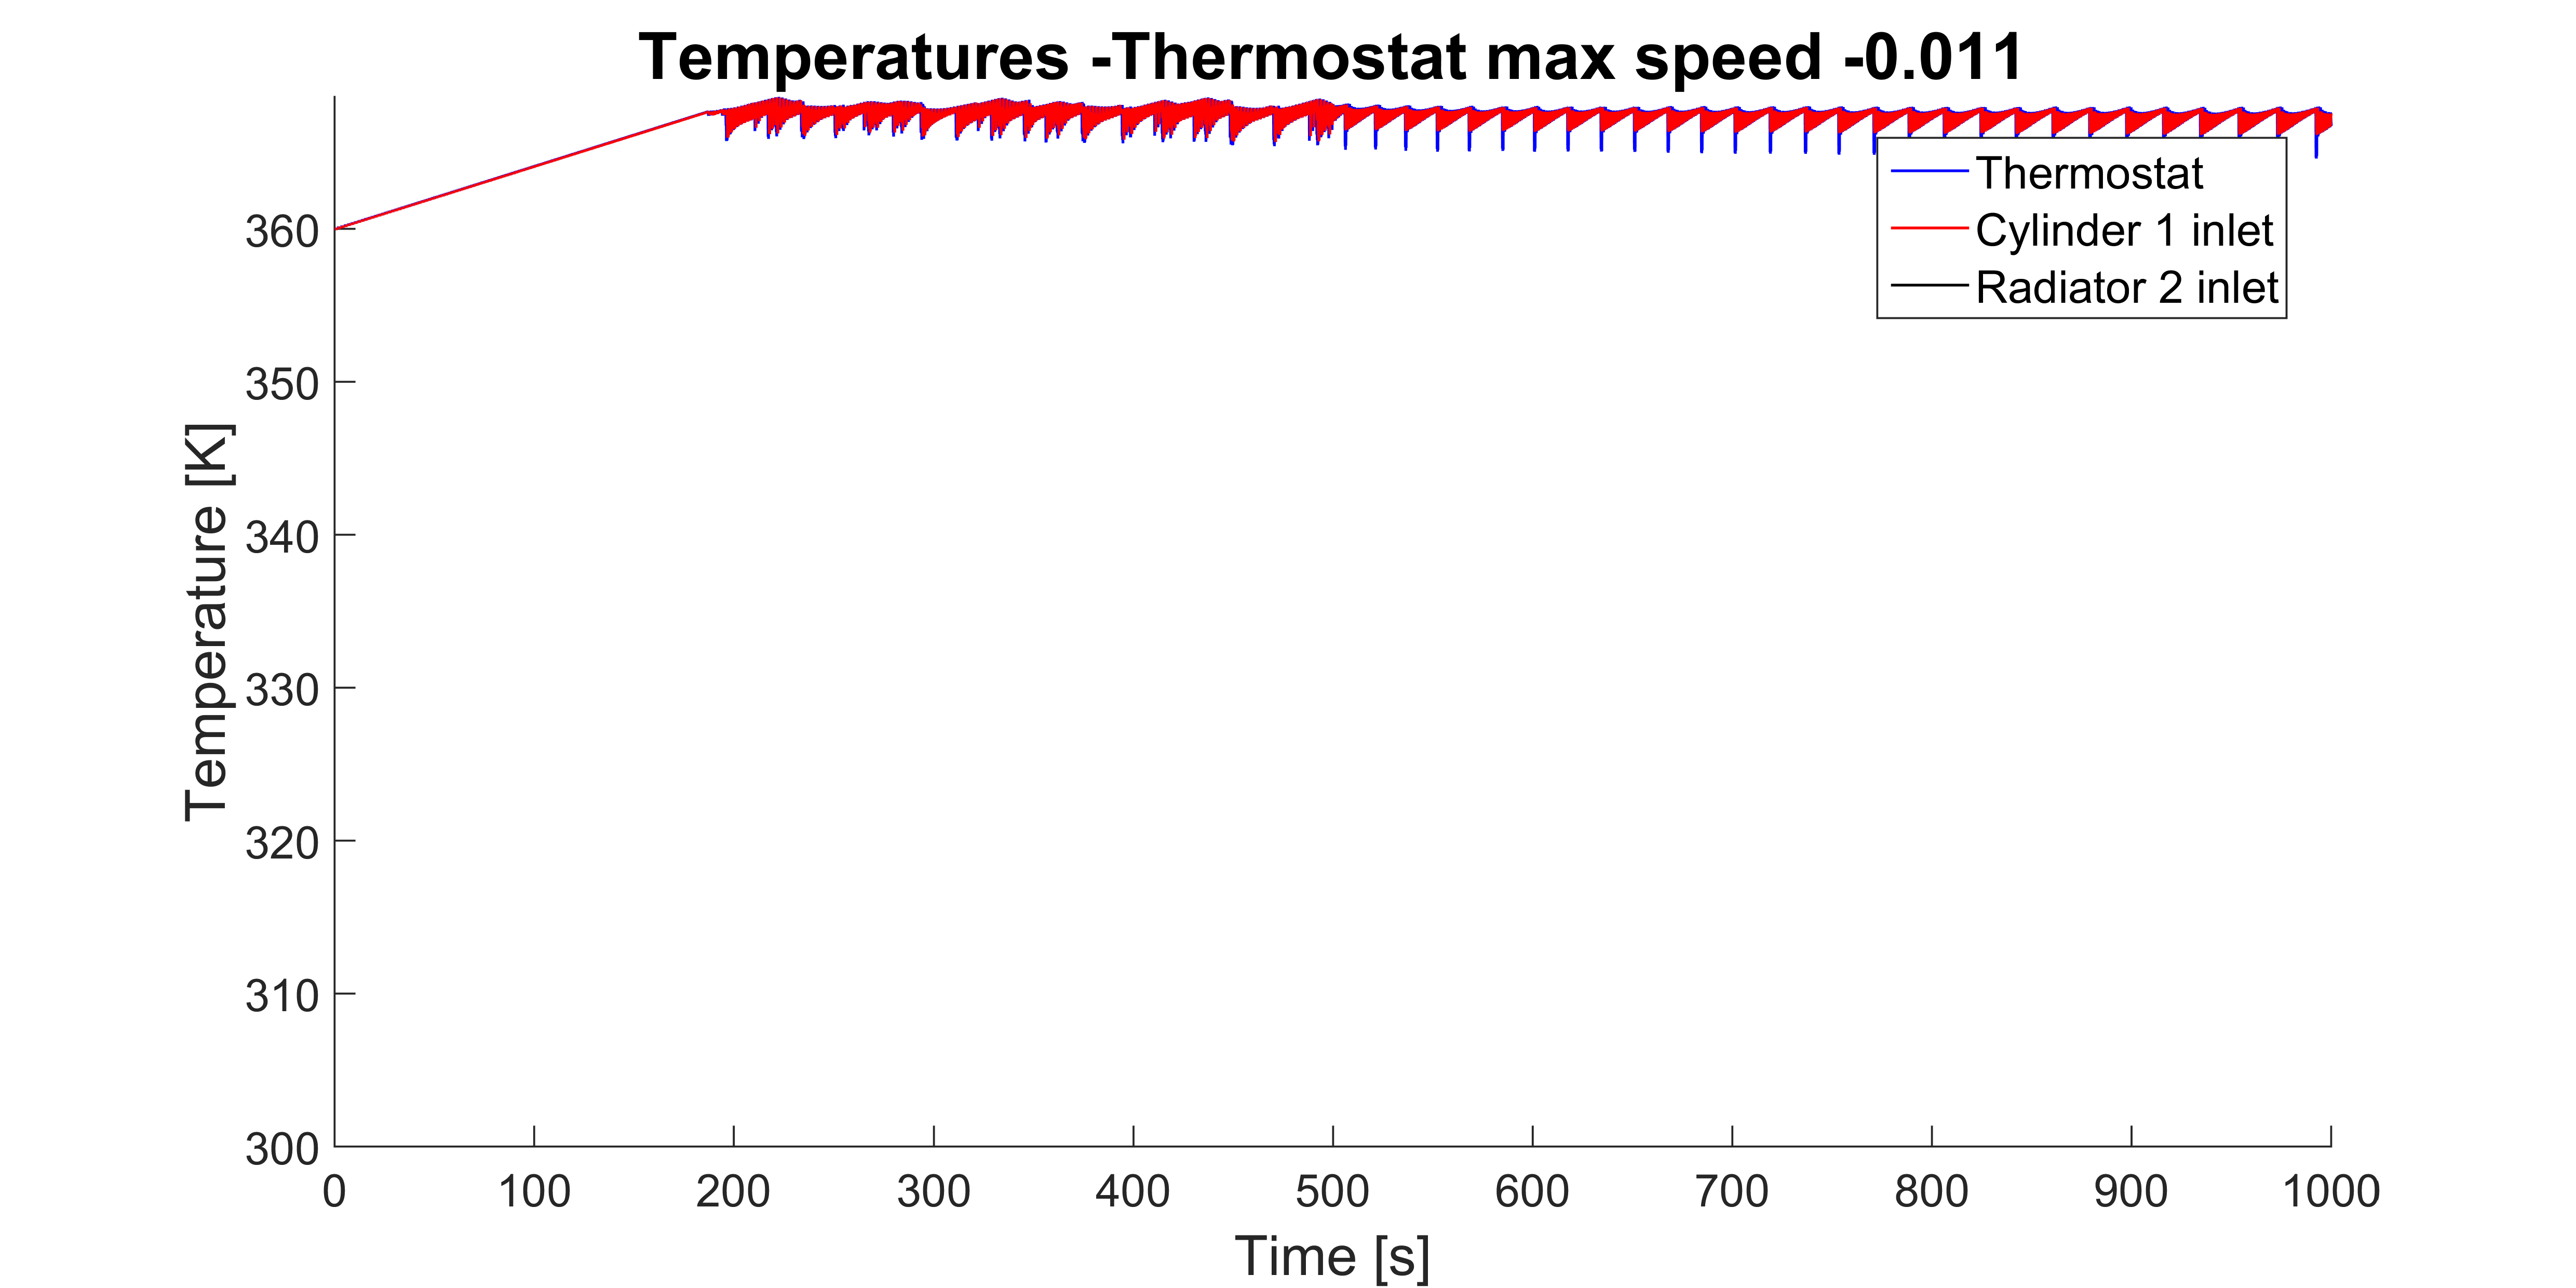 Temperatures -Thermostat max speed -0.011
Temperature [K]
360
350
340
330
320
310
300
Thermostat
Cylinder 1 inlet
Radiator 2 inlet
0 100 200 300 400 500 600 700 800 900 1000
Time [s]